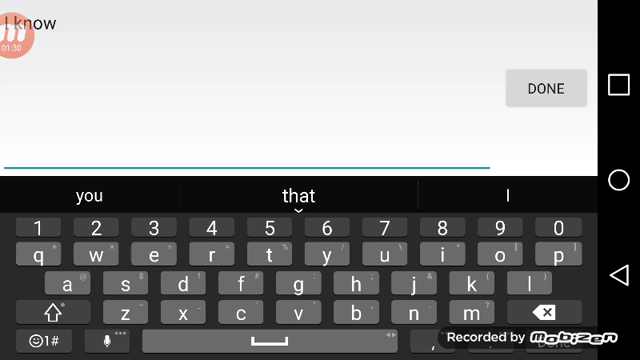 I know
01:30
DONE
you that I
1 2 3 4 5 6 7 8 9 0
q w e r t y u i o p
a s d f g h j k l
z x c v b n m
1# , Done
Recorded by MOBIZEN